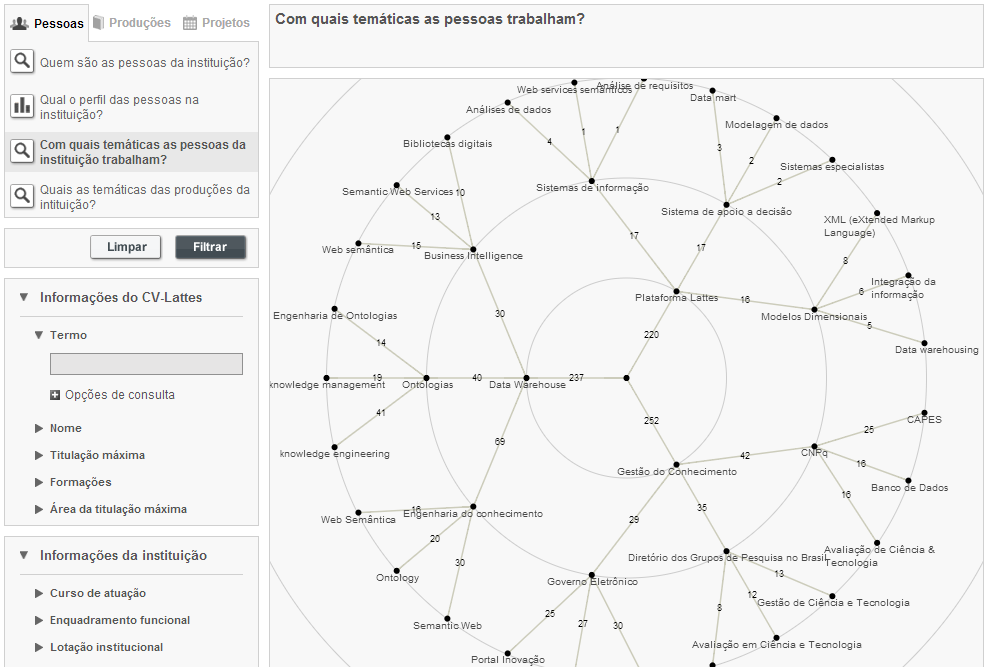 Pessoas
Produções
Projetos
Quem são as pessoas da instituição?
Qual o perfil das pessoas na
instituição?
Com quais temáticas as pessoas da
instituição trabalham?
Quais as temáticas das produções da
intituição?
Limpar
Filtrar
Informações do CV-Lattes
Termo
Opções de consulta
Nome
Titulação máxima
Formações
Área da titulação máxima
Informações da instituição
Curso de atuação
Enquadramento funcional
Lotação institucional
Com quais temáticas as pessoas trabalham?
Web services semânticos
Análise de requisitos
Data mart
Análises de dados
Modelagem de dados
1
1
4
3
Bibliotecas digitais
2
Sistemas especialistas
2
Semantic Web Services
10
Sistemas de informação
Sistema de apoio a decisão
13
XML (eXtended Markup
Language)
17
Web semântica
15
Business Intelligence
17
8
Integração da
informação
6
Plataforma Lattes
16
Engenharia de Ontologias
30
Modelos Dimensionais
5
220
14
Data warehousing
knowledge management
19
Ontologias
40
Data Warehouse
237
41
252
CAPES
25
69
knowledge engineering
42
CNPq
16
Gestão do Conhecimento
Banco de Dados
16
16
35
Web Semântica
Engenharia do conhecimento
29
20
Avaliação de Ciência &
Tecnologia
Diretório dos Grupos de Pesquisa no Brasil
30
Ontology
Governo Eletrônico
13
12
Gestão de Ciência e Tecnologia
8
25
27
30
Semantic Web
Avaliação em Ciência e Tecnologia
Portal Inovação